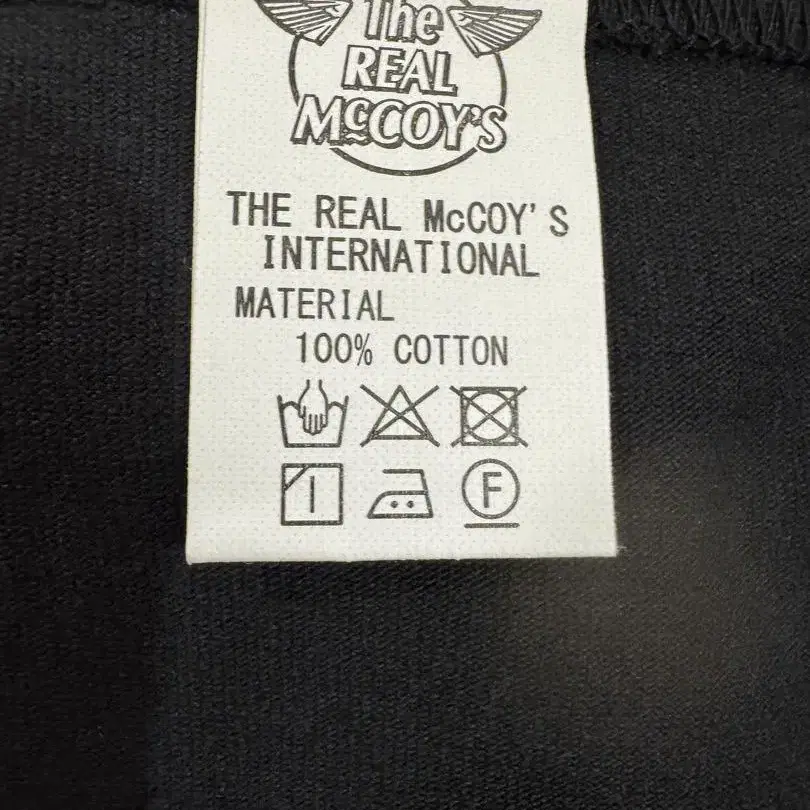 The
REAL
McCOY'S
THE REAL McCOY'S
INTERNATIONAL
MATERIAL
100% COTTON
F